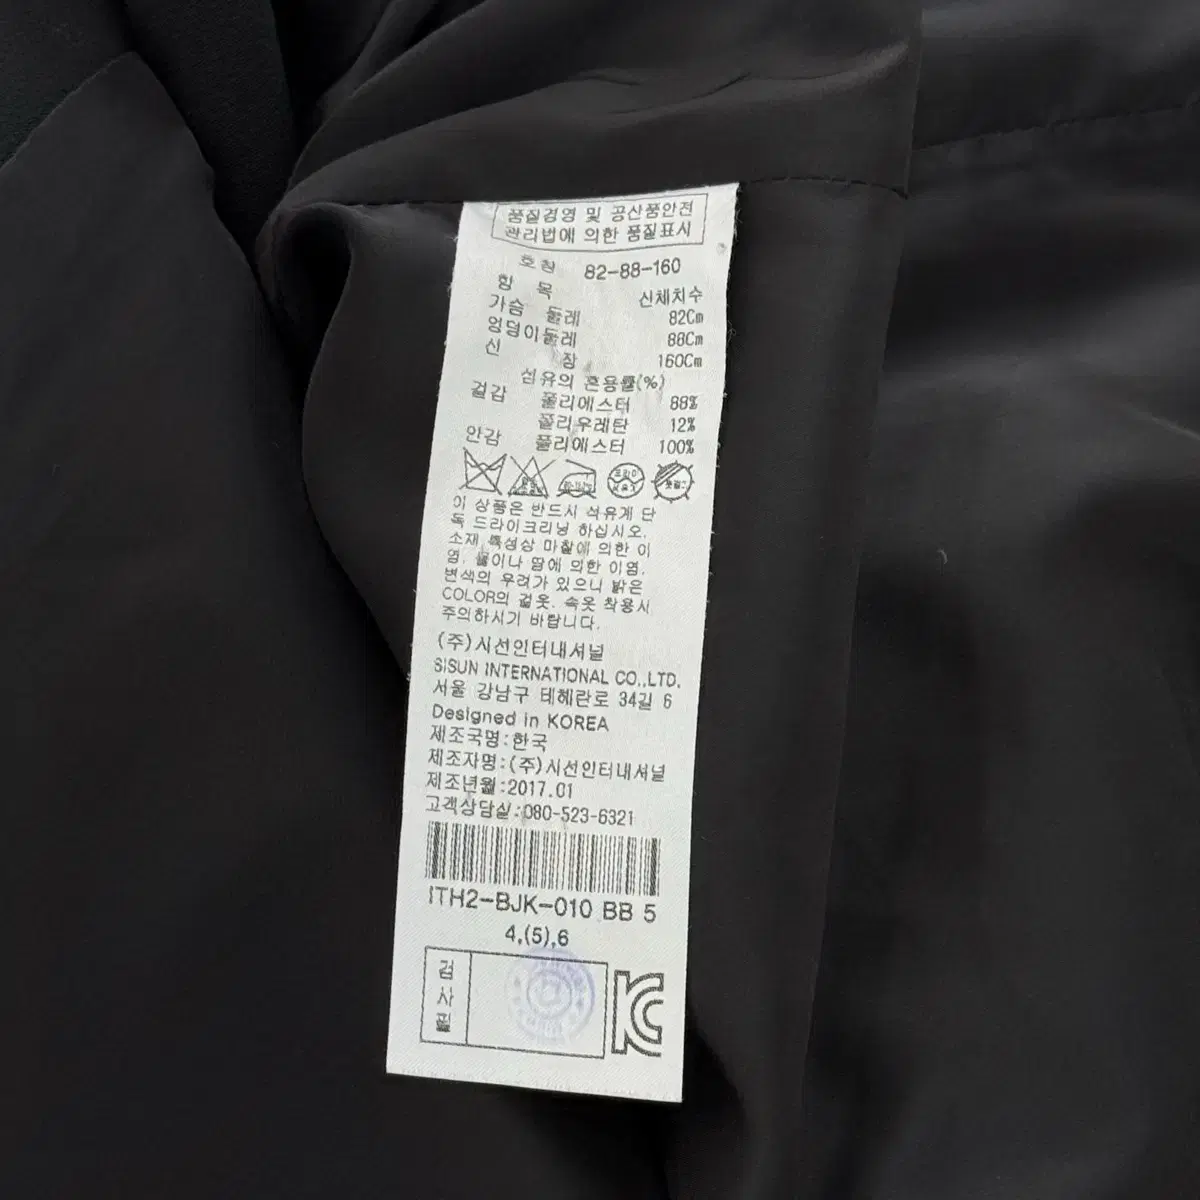 품질경영 및 공산품안전
관리법에 의한 품질표시
호칭 82-88-160
항 목 신체치수
가슴 둘레 82Cm
엉덩이둘레 88Cm
신 장 160Cm
섬유의 혼용률(%)
겉감 폴리에스터 88%
폴리우레탄 12%
안감 폴리에스터 100%
이 상품은 반드시 석유계 단
독 드라이크리닝 하십시오.
소재 특성상 마찰에 의한 이
염, 물이나 땀에 의한 이염,
변색의 우려가 있으니 밝은
COLOR의 겉옷, 속옷 착용시
주의하시기 바랍니다.
(주)시선인터내셔널
SISUN INTERNATIONAL CO.,LTD.
서울 강남구 테헤란로 34길 6
Designed in KOREA
제조국명:한국
제조자명:(주)시선인터내셔널
제조년월:2017.01
고객상담실:080-523-6321
ITH2-BJK-010 BB 5
4,(5),6
검사필
KC